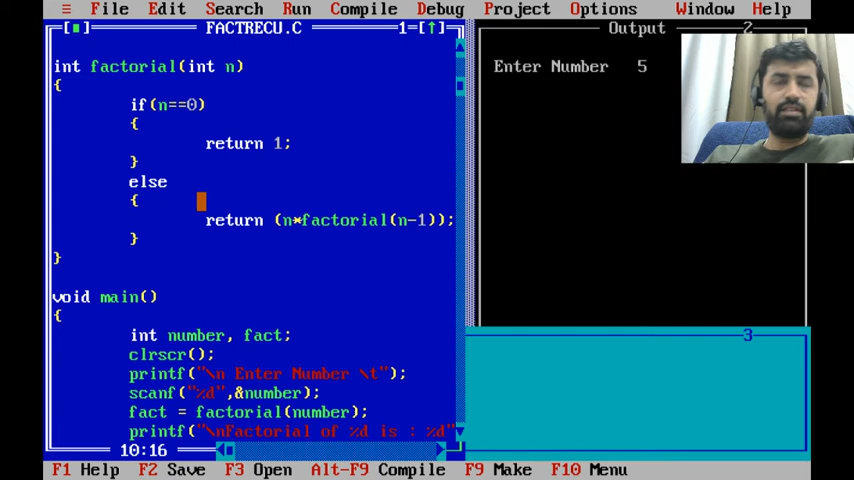 ≡ File Edit Search Run Compile Debug Project Options Window Help
FACTRECU.C 1=[↑]
Output 2
int factorial(int n)
{
if(n==0)
{
return 1;
}
else
{
return (n*factorial(n-1));
}
}
void main()
{
int number, fact;
clrscr();
printf("\n Enter Number \t");
scanf("%d",&number);
fact = factorial(number);
printf("\nFactorial of %d is : %d"
10:16
Enter Number 5
3
F1 Help F2 Save F3 Open Alt-F9 Compile F9 Make F10 Menu